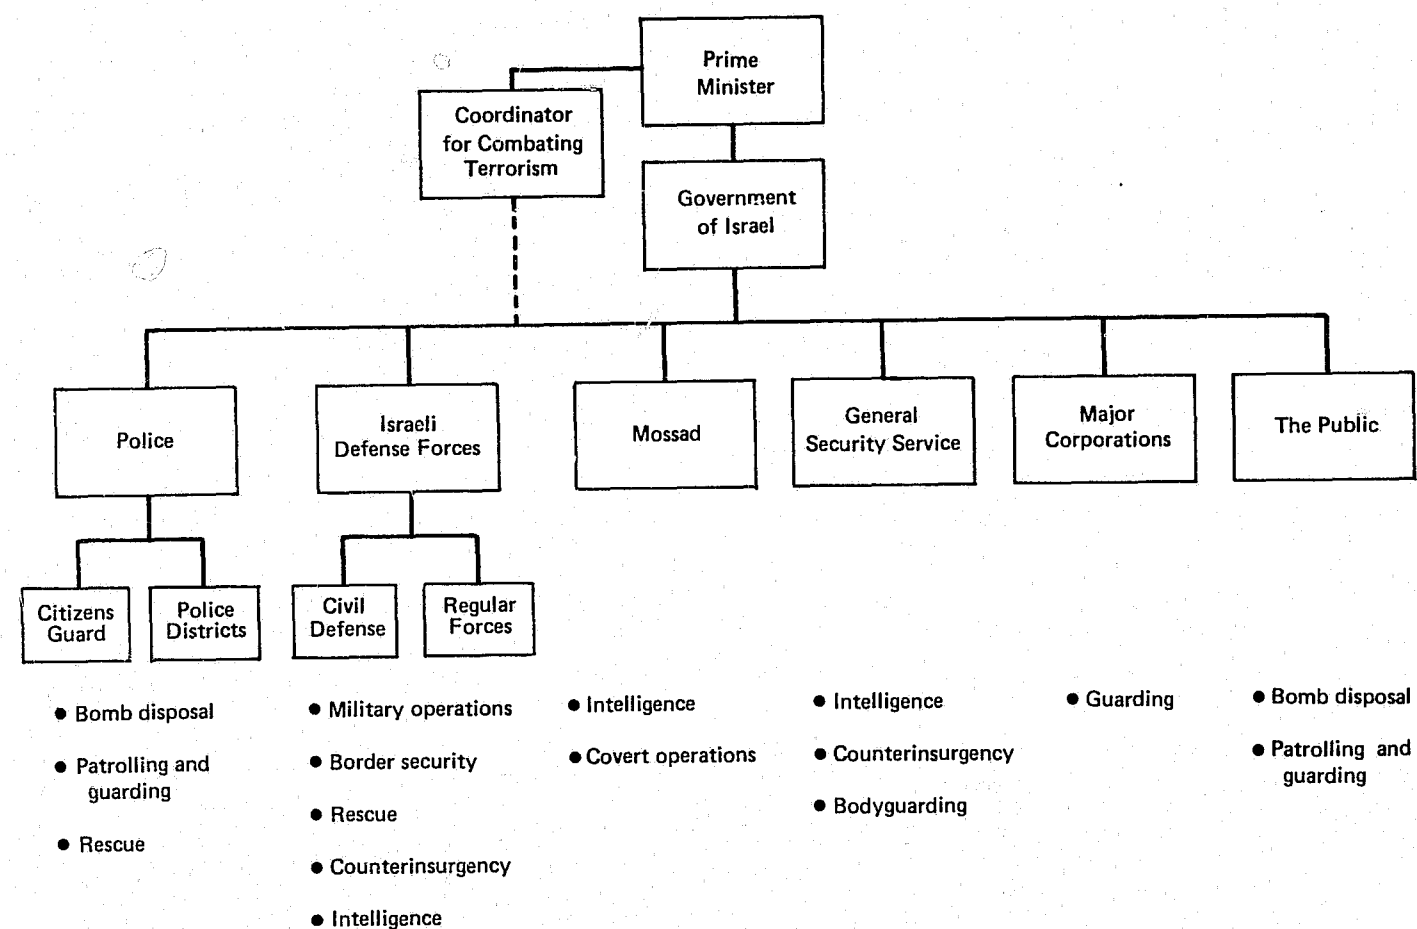 Prime
Minister
Coordinator
for Combating
Terrorism
Government
of Israel
Police
Israeli
Defense Forces
Mossad
General
Security Service
Major
Corporations
The Public
Citizens
Guard
Police
Districts
Civil
Defense
Regular
Forces
● Bomb disposal
● Patrolling and
guarding
● Rescue
● Military operations
● Border security
● Rescue
● Counterinsurgency
● Intelligence
● Intelligence
● Covert operations
● Intelligence
● Counterinsurgency
● Bodyguarding
● Guarding
● Bomb disposal
● Patrolling and
guarding